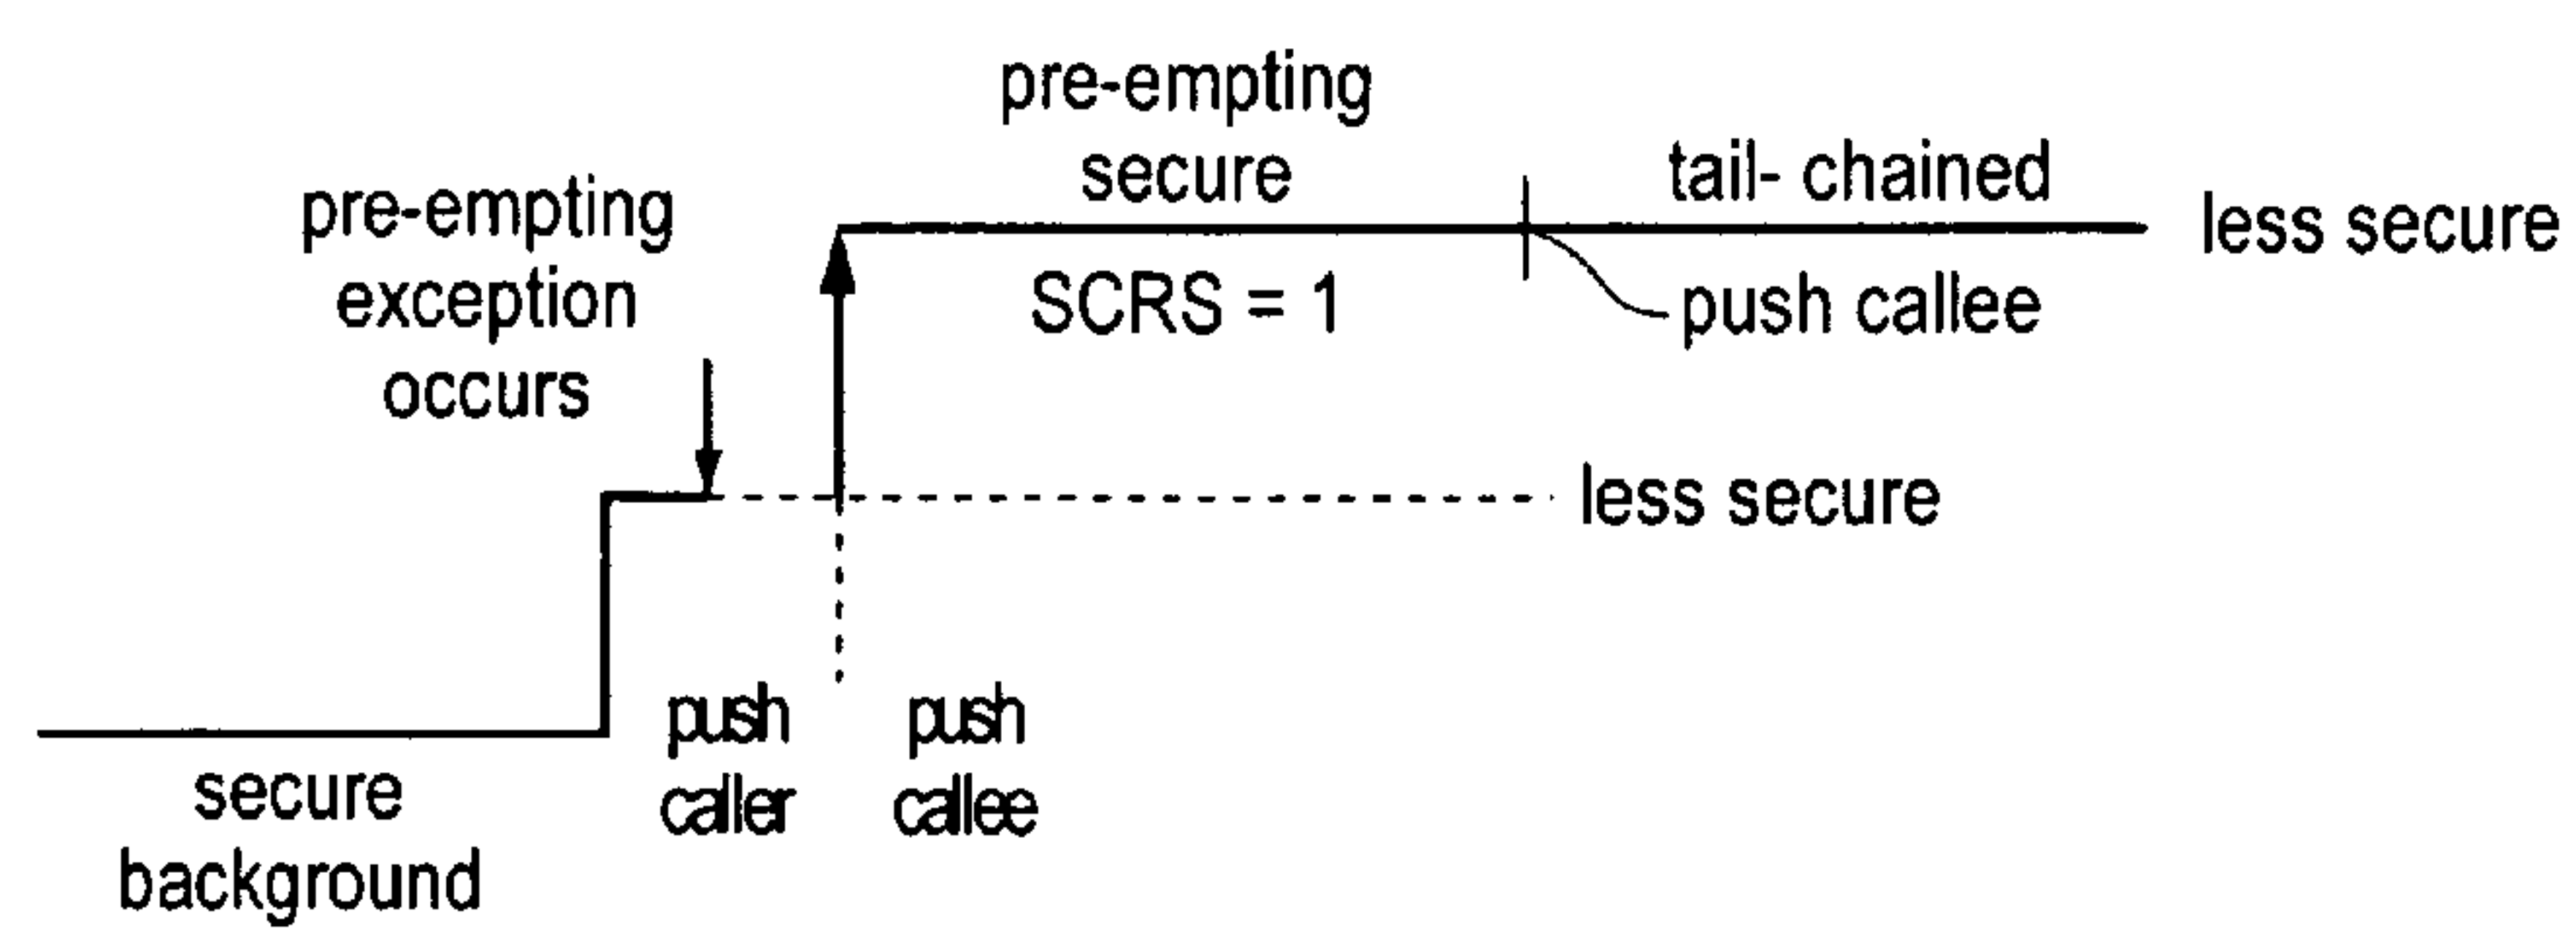 pre-empting
secure
tail- chained
less secure
pre-empting
exception
occurs
SCRS = 1
push callee
less secure
push
caller
push
callee
secure
background